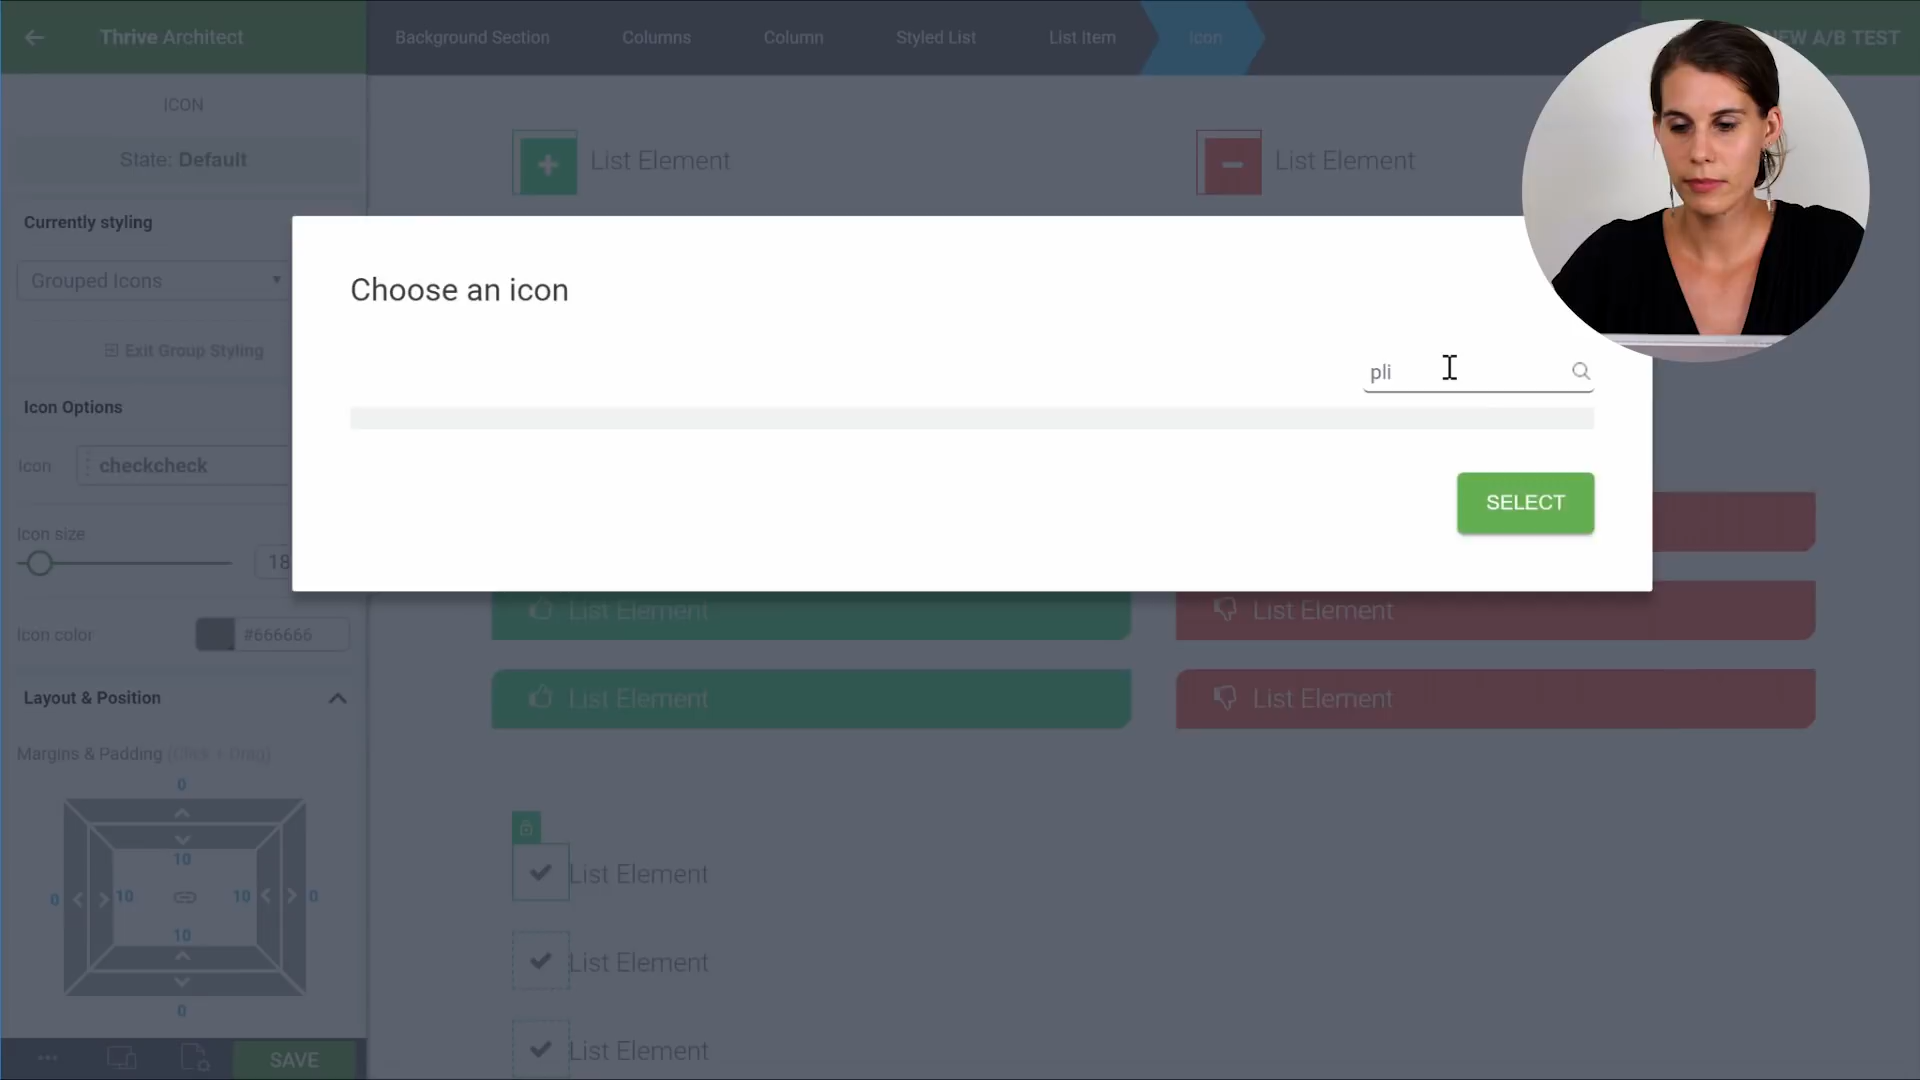 Thrive Architect
Background Section
Columns
Column
Styled List
List Item
Icon
NEW A/B TEST
ICON
State: Default
Currently styling
Grouped Icons
Exit Group Styling
Icon Options
Icon
checkcheck
Icon size
18
Icon color
#666666
Layout & Position
Margins & Padding (Click + Drag)
0
10
0
10
10
0
10
0
SAVE
List Element
List Element
Choose an icon
pli
SELECT
List Element
List Element
List Element
List Element
List Element
List Element
List Element